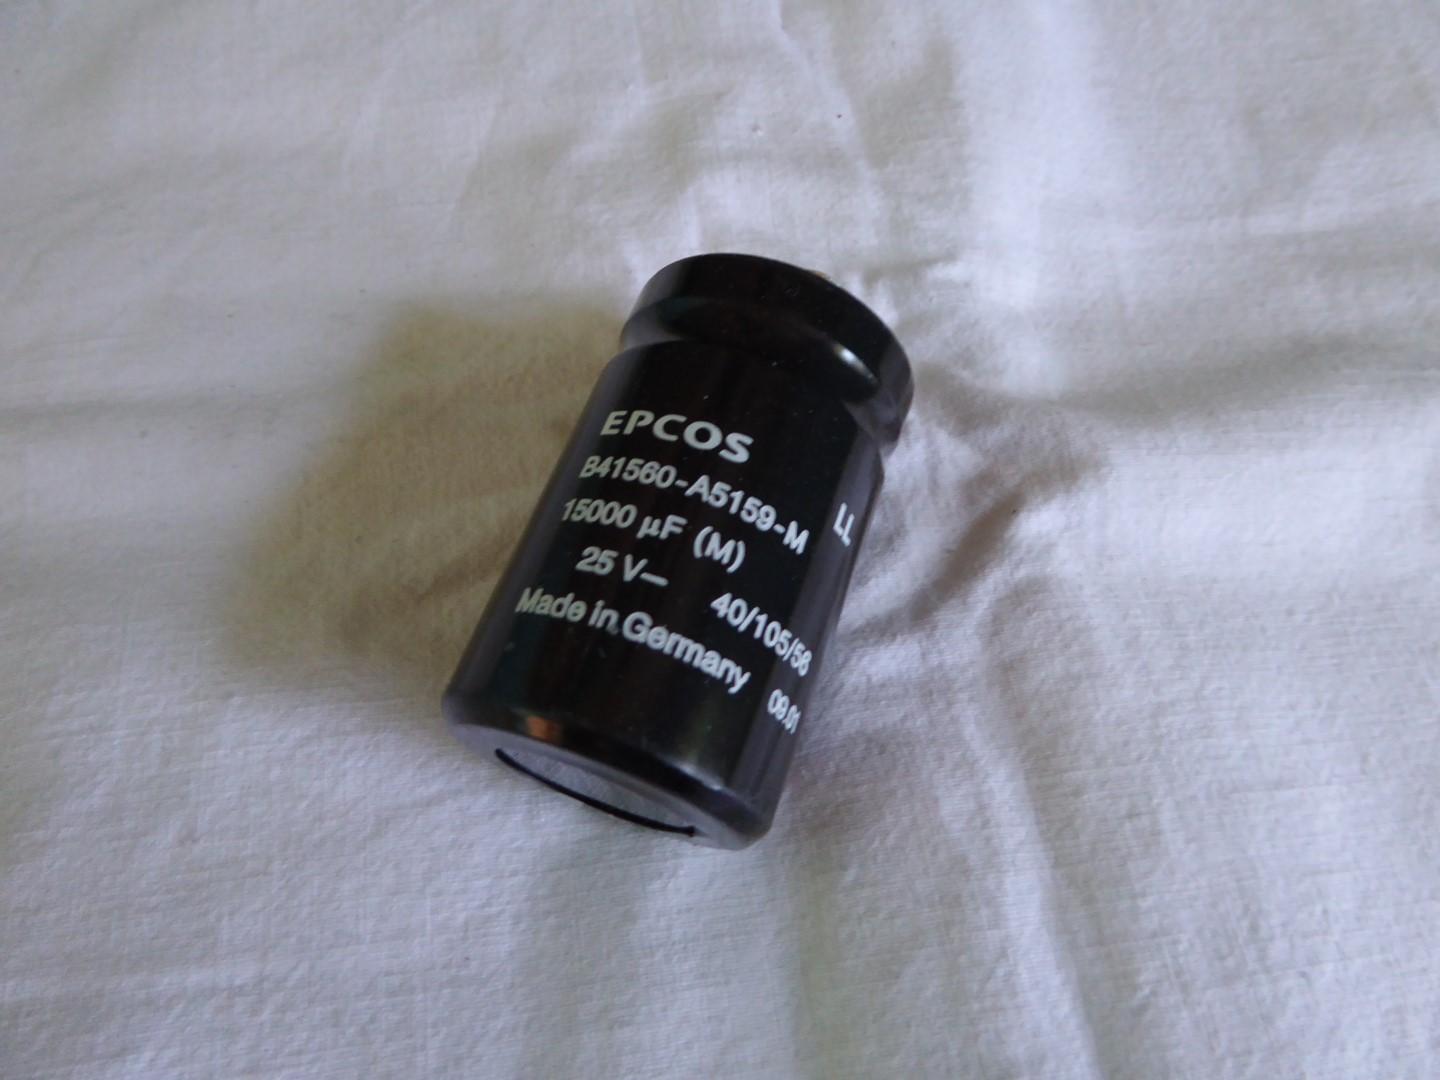 EPCOS
B41560-A5159-M LL
15000 µF (M)
25 V–
40/105/56
Made in Germany
09.01